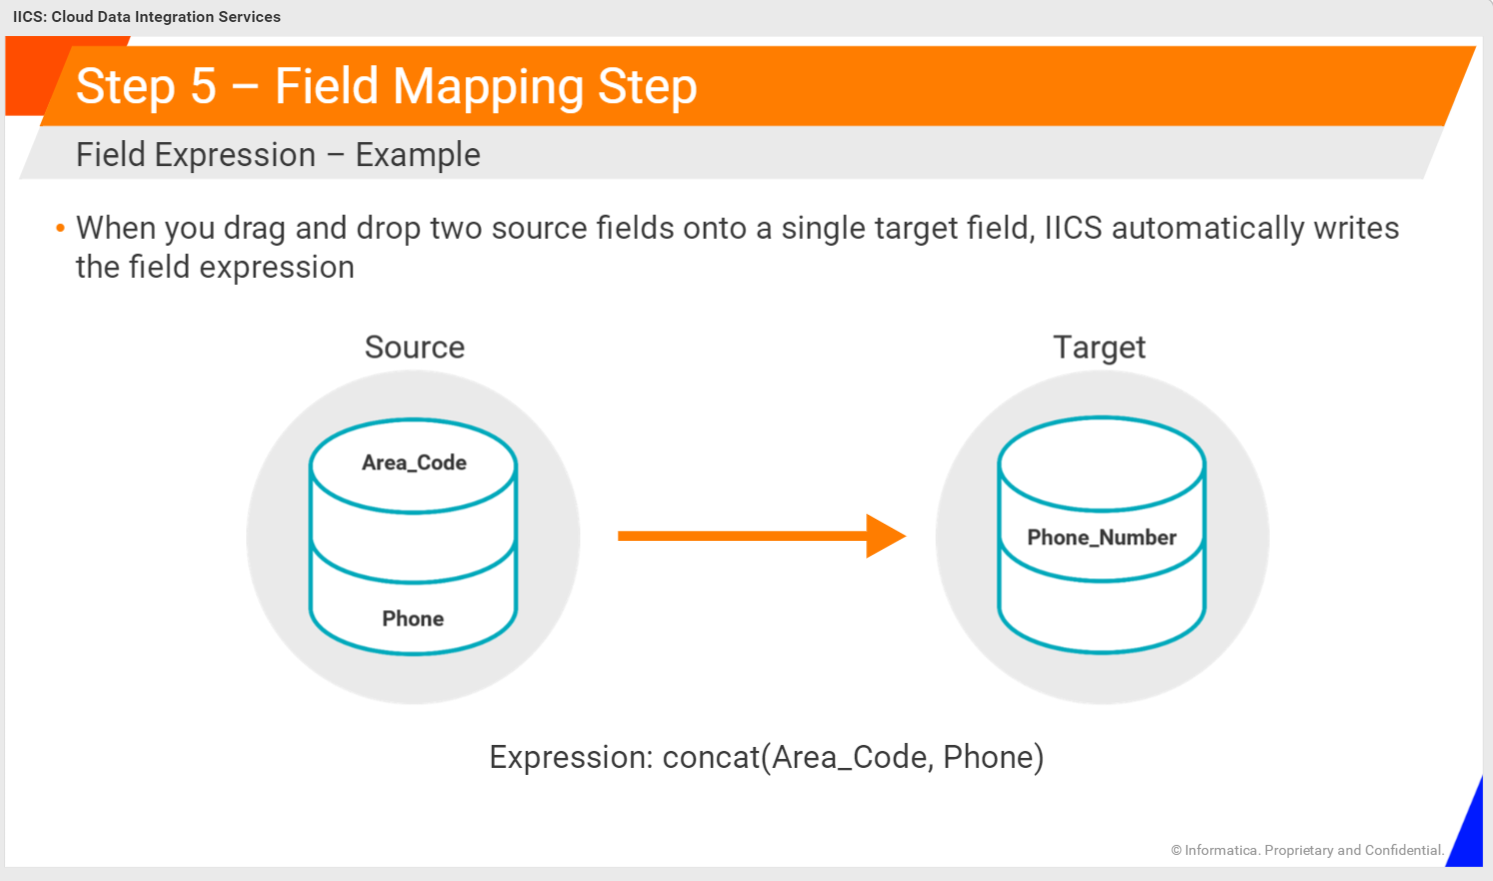 IICS: Cloud Data Integration Services
Step 5 – Field Mapping Step
Field Expression – Example
• When you drag and drop two source fields onto a single target field, IICS automatically writes
the field expression
Source
Target
Area_Code
Phone_Number
Phone
Expression: concat(Area_Code, Phone)
© Informatica. Proprietary and Confidential.